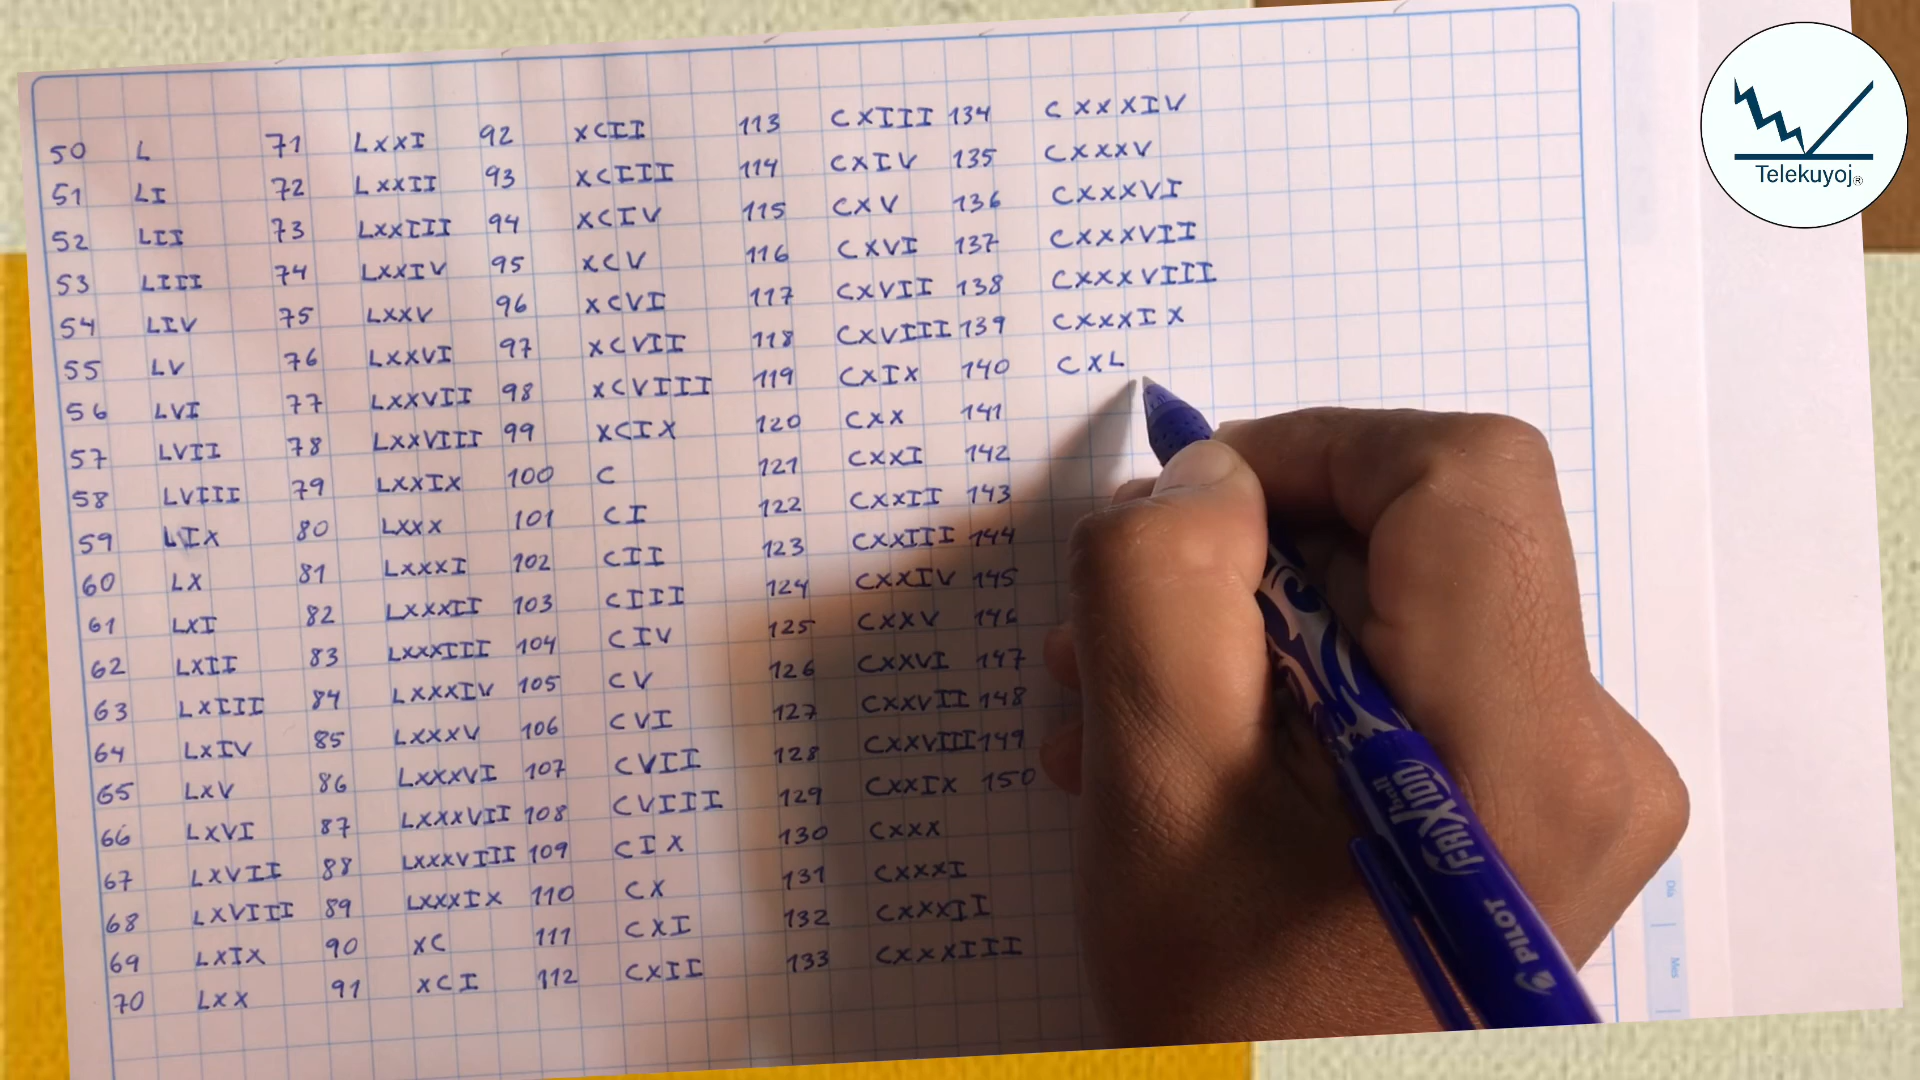 50 L 71 LXXI 92 XCII 113 CXIII 134 CXXXIV
51 LI 72 LXXII 93 XCIII 114 CXIV 135 CXXXV
52 LII 73 LXXIII 94 XCIV 115 CXV 136 CXXXVI
53 LIII 74 LXXIV 95 XCV 116 CXVI 137 CXXXVII
54 LIV 75 LXXV 96 XCVI 117 CXVII 138 CXXXVIII
55 LV 76 LXXVI 97 XCVII 118 CXVIII 139 CXXXIX
56 LVI 77 LXXVII 98 XCVIII 119 CXIX 140 CXL
57 LVII 78 LXXVIII 99 XCIX 120 CXX 141
58 LVIII 79 LXXIX 100 C 121 CXXI 142
59 LIX 80 LXXX 101 CI 122 CXXII 143
60 LX 81 LXXXI 102 CII 123 CXXIII 144
61 LXI 82 LXXXII 103 CIII 124 CXXIV 145
62 LXII 83 LXXXIII 104 CIV 125 CXXV 146
63 LXIII 84 LXXXIV 105 CV 126 CXXVI 147
64 LXIV 85 LXXXV 106 CVI 127 CXXVII 148
65 LXV 86 LXXXVI 107 CVII 128 CXXVIII 149
66 LXVI 87 LXXXVII 108 CVIII 129 CXXIX 150
67 LXVII 88 LXXXVIII 109 CIX 130 CXXX
68 LXVIII 89 LXXXIX 110 CX 131 CXXXI
69 LXIX 90 XC 111 CXI 132 CXXXII
70 LXX 91 XCI 112 CXII 133 CXXXIII
Telekuyoj®
FRIXION ball
PILOT
Día
Mes